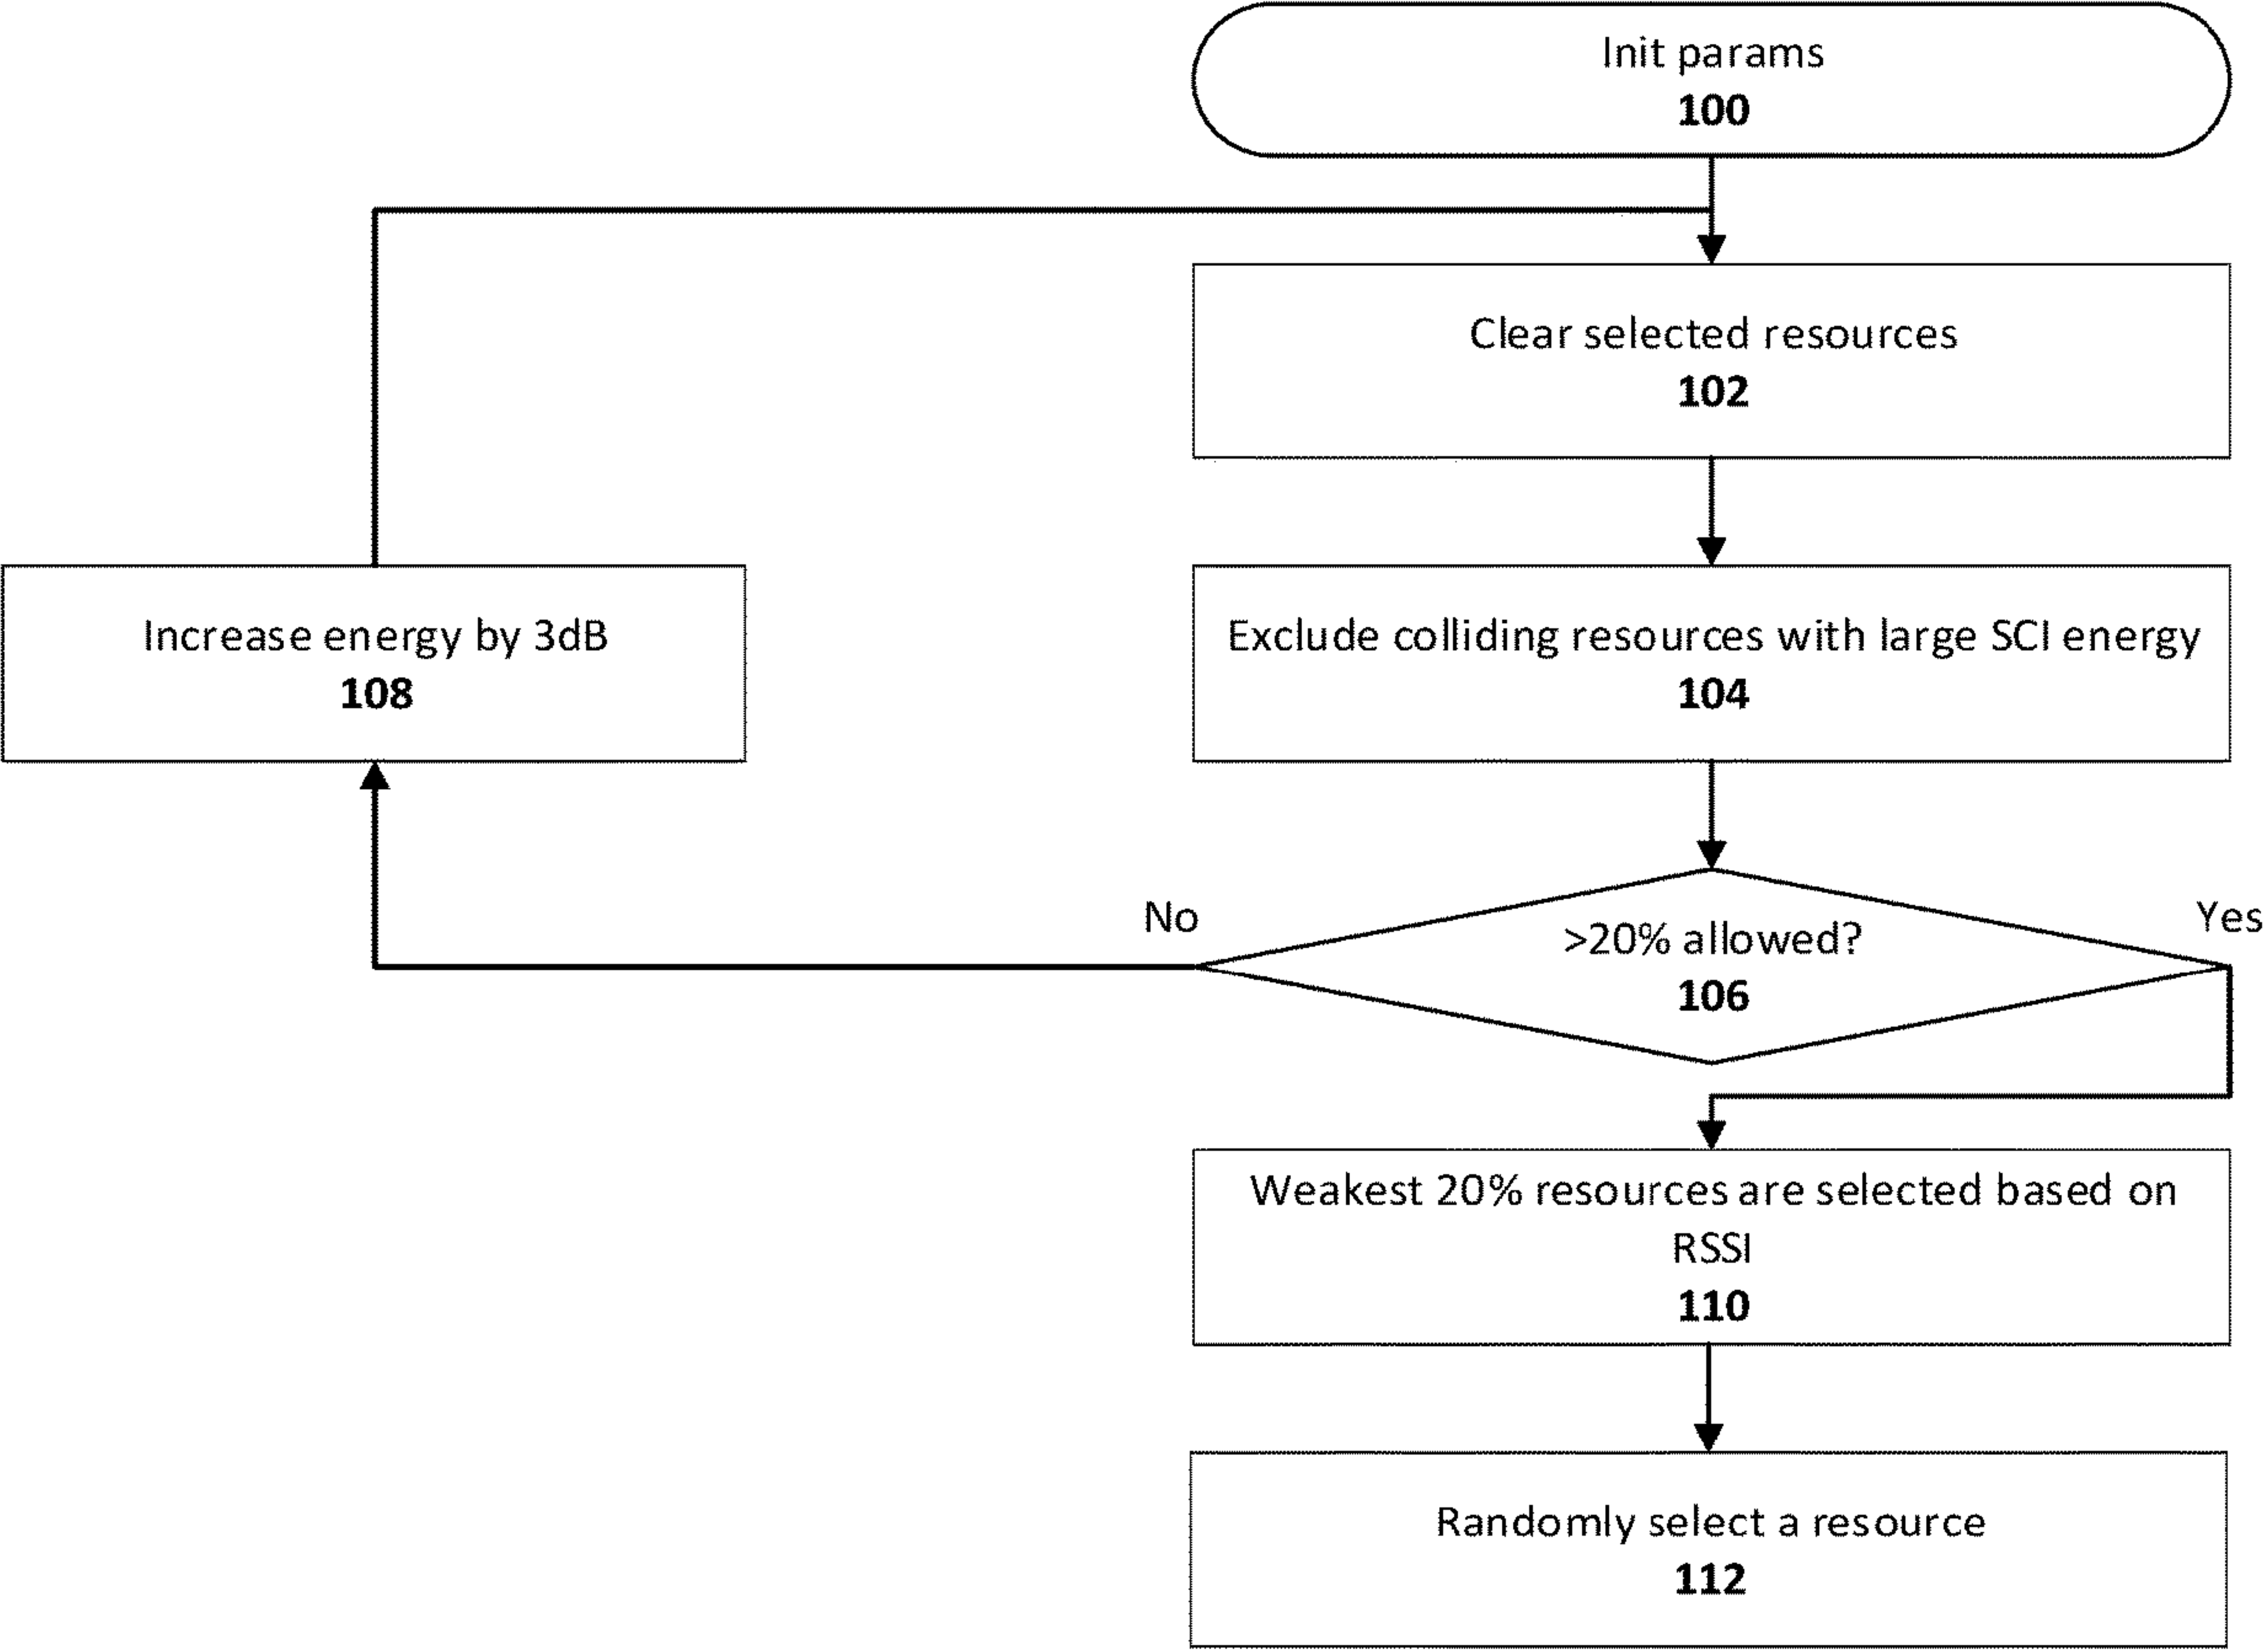 Init params
100
Clear selected resources
102
Increase energy by 3dB
108
Exclude colliding resources with large SCI energy
104
No
>20% allowed?
106
Yes
Weakest 20% resources are selected based on
RSSI
110
Randomly select a resource
112